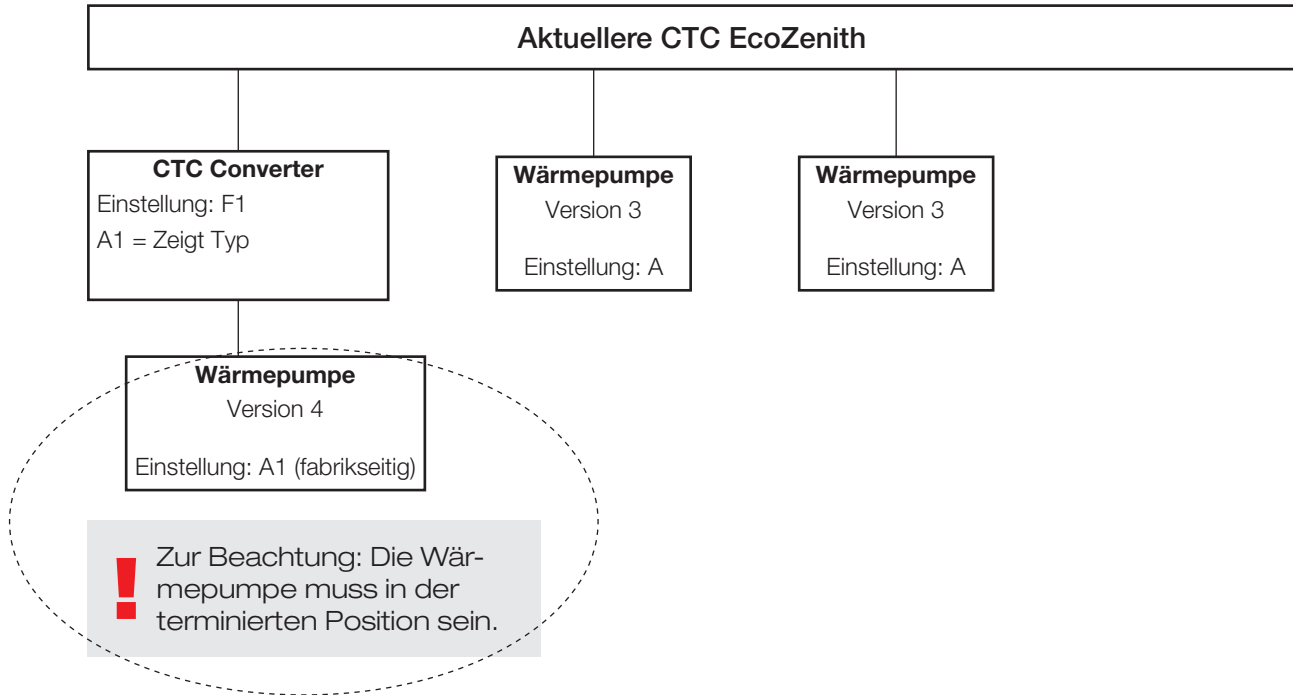 Aktuellere CTC EcoZenith
CTC Converter
Einstellung: F1
A1 = Zeigt Typ
Wärmepumpe
Version 3
Einstellung: A
Wärmepumpe
Version 3
Einstellung: A
Wärmepumpe
Version 4
Einstellung: A1 (fabrikseitig)
! Zur Beachtung: Die Wär-
mepumpe muss in der
terminierten Position sein.